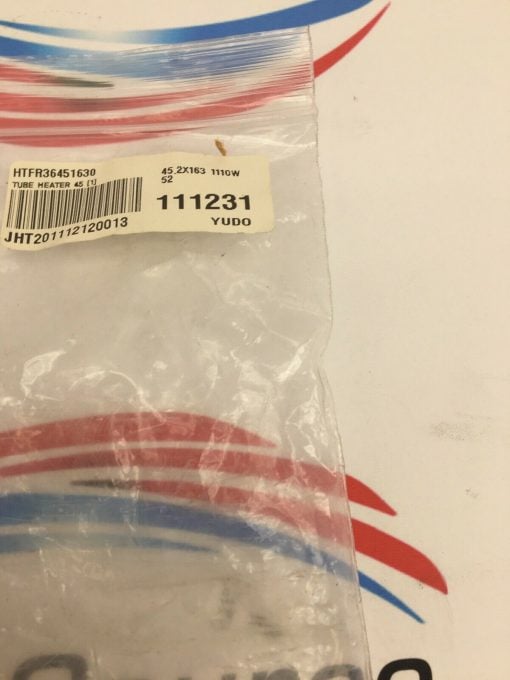 HTFR36451630
TUBE HEATER 45 [1]
45.2X163 1110W
52
111231
YUDO
JHT201112120013